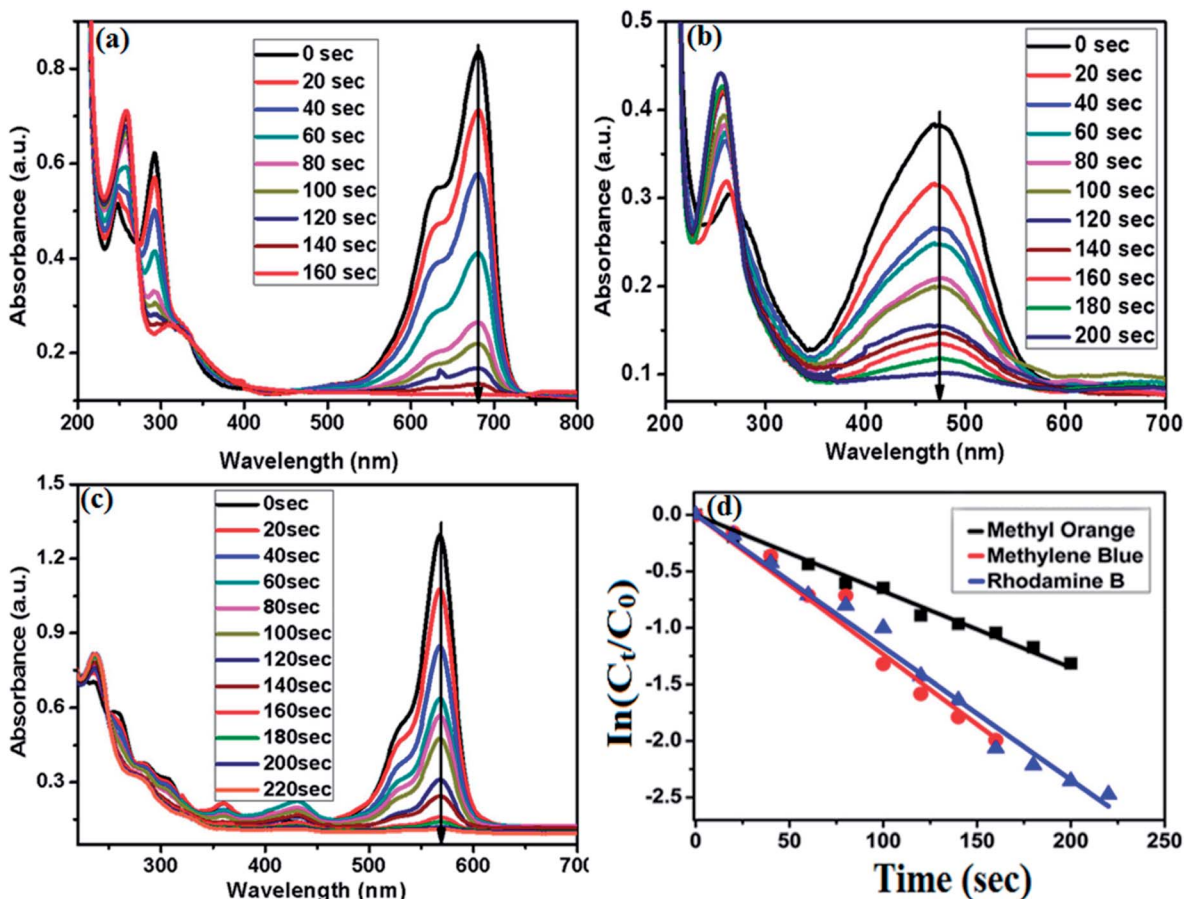 (a)
0 sec
20 sec
40 sec
60 sec
80 sec
100 sec
120 sec
140 sec
160 sec
Absorbance (a.u.)
0.8
0.6
0.4
0.2
200 300 400 500 600 700 800
Wavelength (nm)
(b)
0 sec
20 sec
40 sec
60 sec
80 sec
100 sec
120 sec
140 sec
160 sec
180 sec
200 sec
Absorbance (a.u.)
0.5
0.4
0.3
0.2
0.1
200 300 400 500 600 700
Wavelength (nm)
(c)
0sec
20sec
40sec
60sec
80sec
100sec
120sec
140sec
160sec
180sec
200sec
220sec
Absorbance (a.u.)
1.5
1.2
0.9
0.6
0.3
300 400 500 600 700
Wavelength (nm)
(d)
Methyl Orange
Methylene Blue
Rhodamine B
In(Ct/C0)
0.0
-0.5
-1.0
-1.5
-2.0
-2.5
0 50 100 150 200 250
Time (sec)